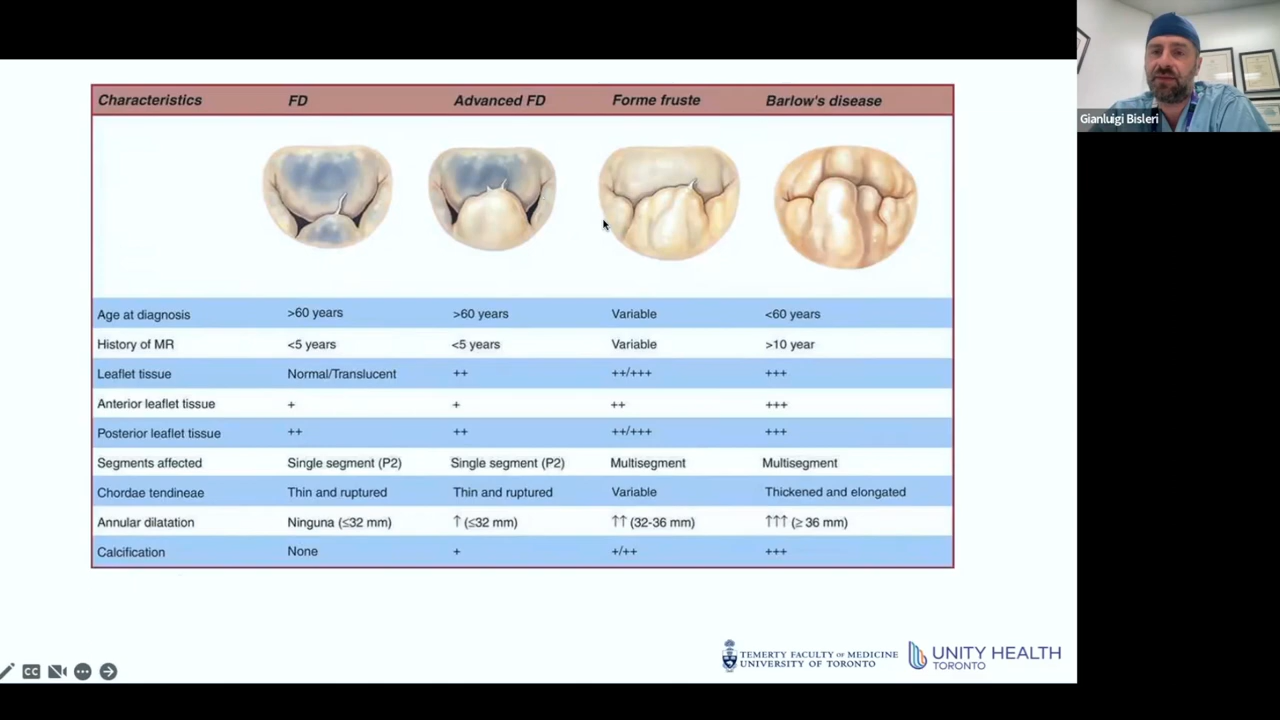 Characteristics FD Advanced FD Forme fruste Barlow's disease
Gianluigi Bisleri
Age at diagnosis >60 years >60 years Variable <60 years
History of MR <5 years <5 years Variable >10 year
Leaflet tissue Normal/Translucent ++ ++/+++ +++
Anterior leaflet tissue + + ++ +++
Posterior leaflet tissue ++ ++ ++/+++ +++
Segments affected Single segment (P2) Single segment (P2) Multisegment Multisegment
Chordae tendineae Thin and ruptured Thin and ruptured Variable Thickened and elongated
Annular dilatation Ninguna (≤32 mm) ↑ (≤32 mm) ↑↑ (32-36 mm) ↑↑↑ (≥ 36 mm)
Calcification None + +/++ +++
TEMERTY FACULTY OF MEDICINE
UNIVERSITY OF TORONTO
UNITY HEALTH
TORONTO
CC